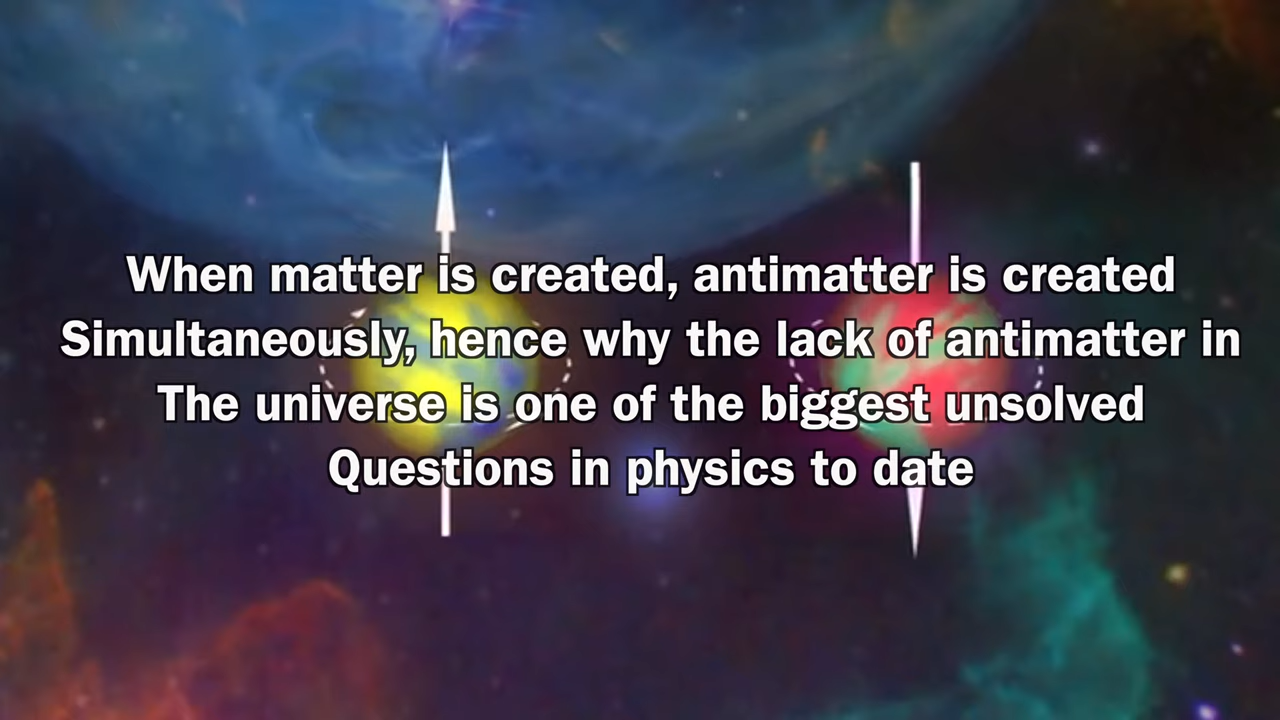 When matter is created, antimatter is created
Simultaneously, hence why the lack of antimatter in
The universe is one of the biggest unsolved
Questions in physics to date